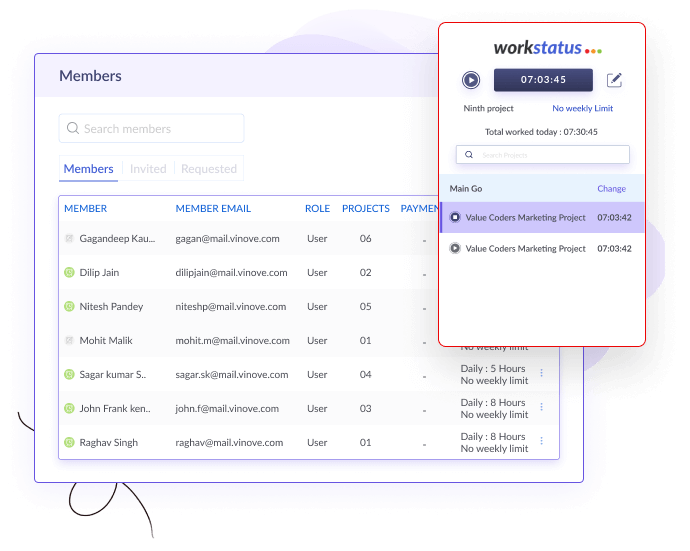 Members
Search members
Members Invited Requested
MEMBER MEMBER EMAIL ROLE PROJECTS PAYMEN
Gagandeep Kau... gagan@mail.vinove.com User 06 -
Dilip Jain dilipjain@mail.vinove.com User 02 -
Nitesh Pandey niteshp@mail.vinove.com User 05 -
Mohit Malik mohit.m@mail.vinove.com User 01 -
No weekly limit
Sagar kumar S.. sagar.sk@mail.vinove.com User 04 - Daily : 5 Hours
No weekly limit
John Frank ken.. john.f@mail.vinove.com User 03 - Daily : 8 Hours
No weekly limit
Raghav Singh raghav@mail.vinove.com User 01 - Daily : 8 Hours
No weekly limit
workstatus
07:03:45
Ninth project No weekly Limit
Total worked today : 07:30:45
Search Projects
Main Go Change
Value Coders Marketing Project 07:03:42
Value Coders Marketing Project 07:03:42